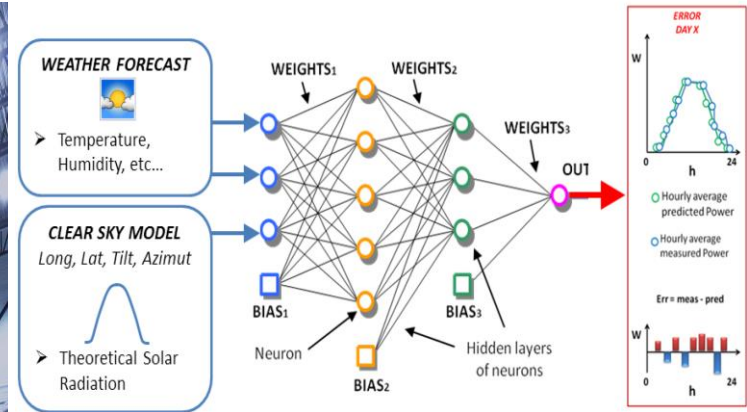 WEATHER FORECAST
➤ Temperature,
Humidity, etc...
CLEAR SKY MODEL
Long, Lat, Tilt, Azimut
➤ Theoretical Solar
Radiation
WEIGHTS₁
WEIGHTS₂
WEIGHTS₃
OUT
BIAS₁
BIAS₂
BIAS₃
Neuron
Hidden layers
of neurons
ERROR
DAY X
W
0
24
h
Hourly average
predicted Power
Hourly average
measured Power
Err = meas - pred
W
0
24
h